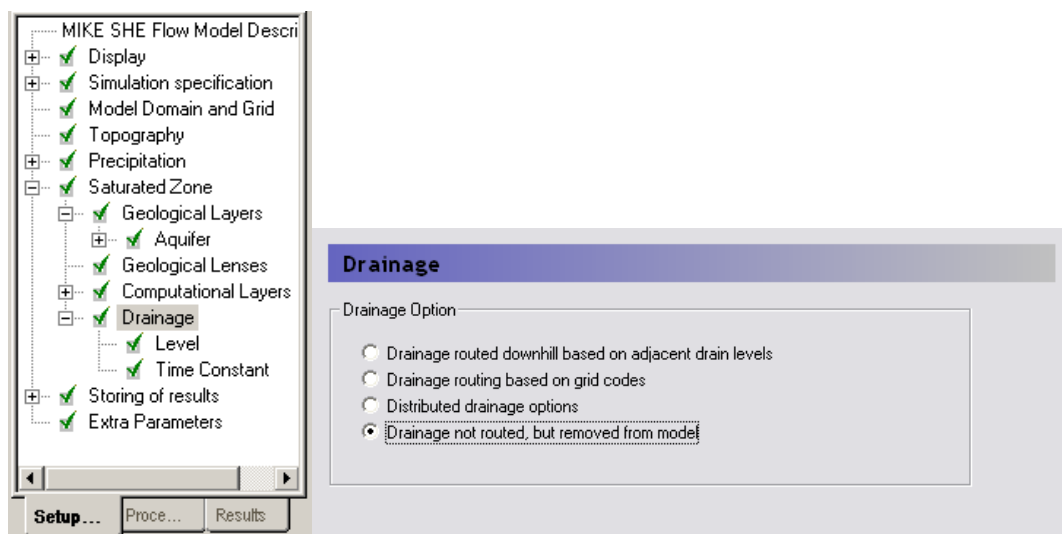 MIKE SHE Flow Model Descri
Display
Simulation specification
Model Domain and Grid
Topography
Precipitation
Saturated Zone
Geological Layers
Aquifer
Geological Lenses
Computational Layers
Drainage
Level
Time Constant
Storing of results
Extra Parameters
Setup... Proce... Results
Drainage
Drainage Option
Drainage routed downhill based on adjacent drain levels
Drainage routing based on grid codes
Distributed drainage options
Drainage not routed, but removed from model